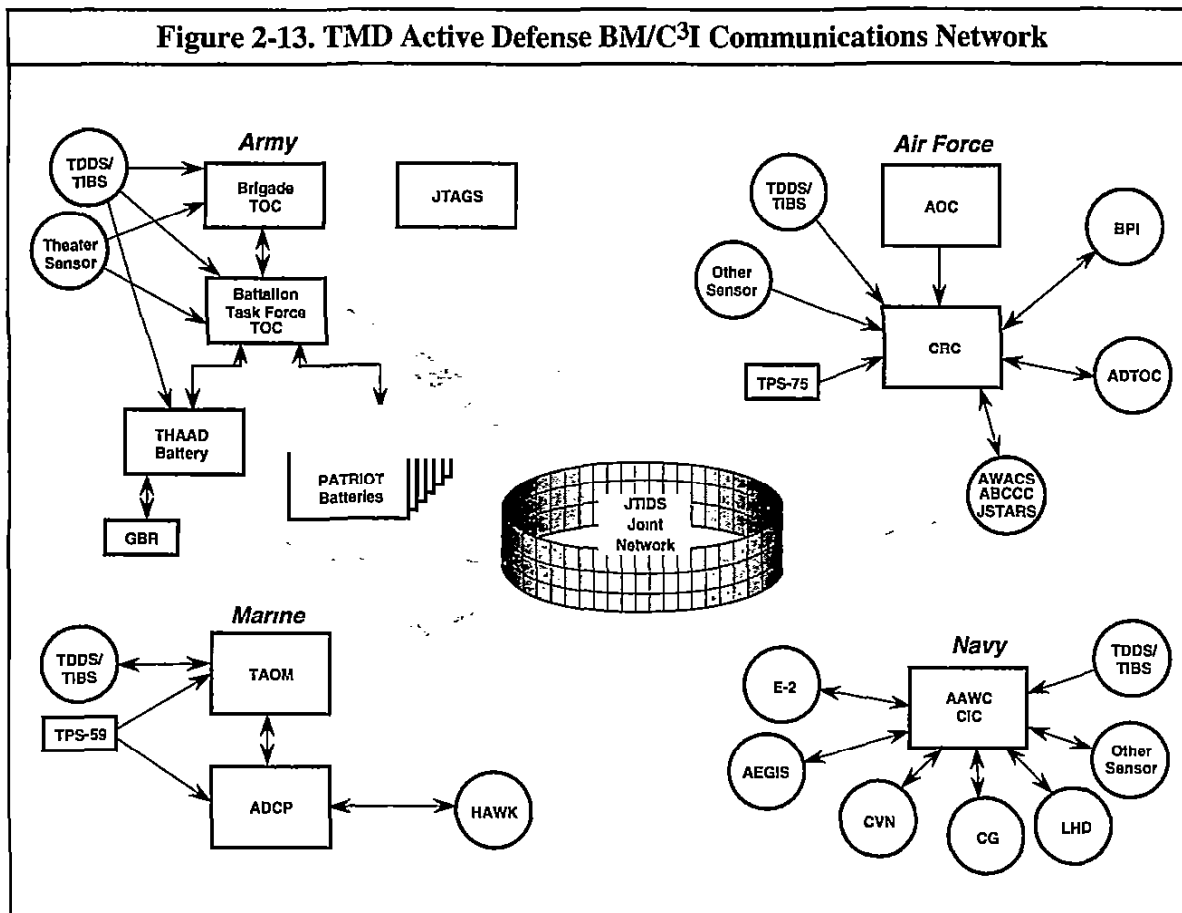 Figure 2-13. TMD Active Defense BM/C³I Communications Network
Army
TDDS/
TIBS
Brigade
TOC
JTAGS
Theater
Sensor
Battalion
Task Force
TOC
THAAD
Battery
PATRIOT
Batteries
GBR
Air Force
TDDS/
TIBS
AOC
BPI
Other
Sensor
CRC
TPS-75
ADTOC
AWACS
ABCCC
JSTARS
JTIDS
Joint
Network
Marine
TDDS/
TIBS
TAOM
TPS-59
ADCP
HAWK
Navy
E-2
AAWC
CIC
TDDS/
TIBS
AEGIS
Other
Sensor
CVN
CG
LHD